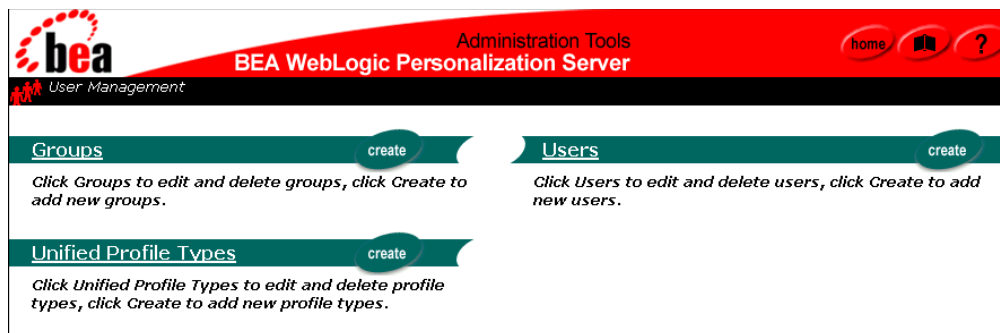 bea
Administration Tools
BEA WebLogic Personalization Server
home
?
User Management
Groups
create
Click Groups to edit and delete groups, click Create to
add new groups.
Users
create
Click Users to edit and delete users, click Create to add
new users.
Unified Profile Types
create
Click Unified Profile Types to edit and delete profile
types, click Create to add new profile types.